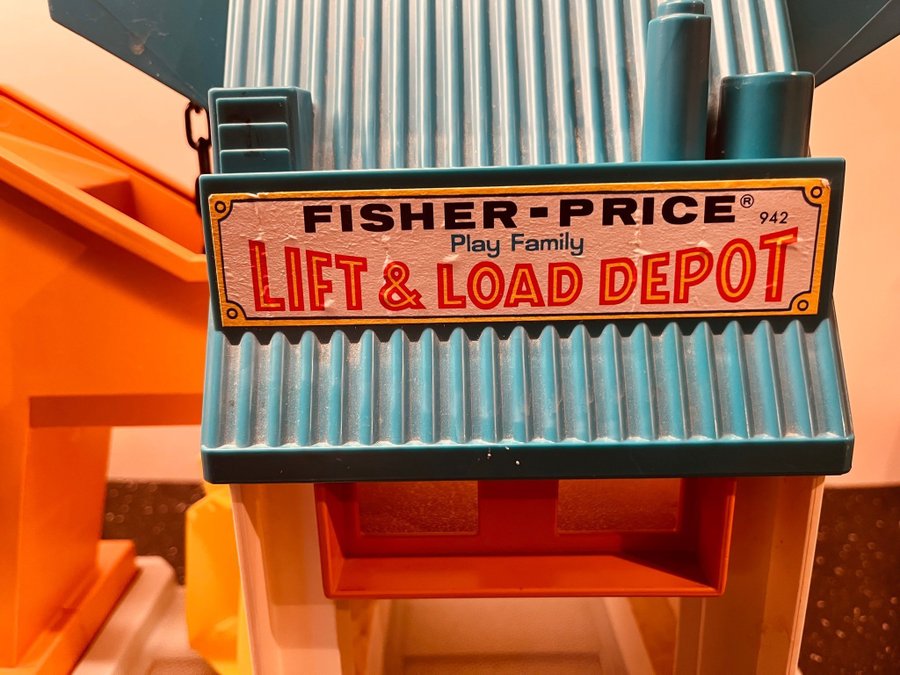 FISHER-PRICE® 942
Play Family
LIFT & LOAD DEPOT